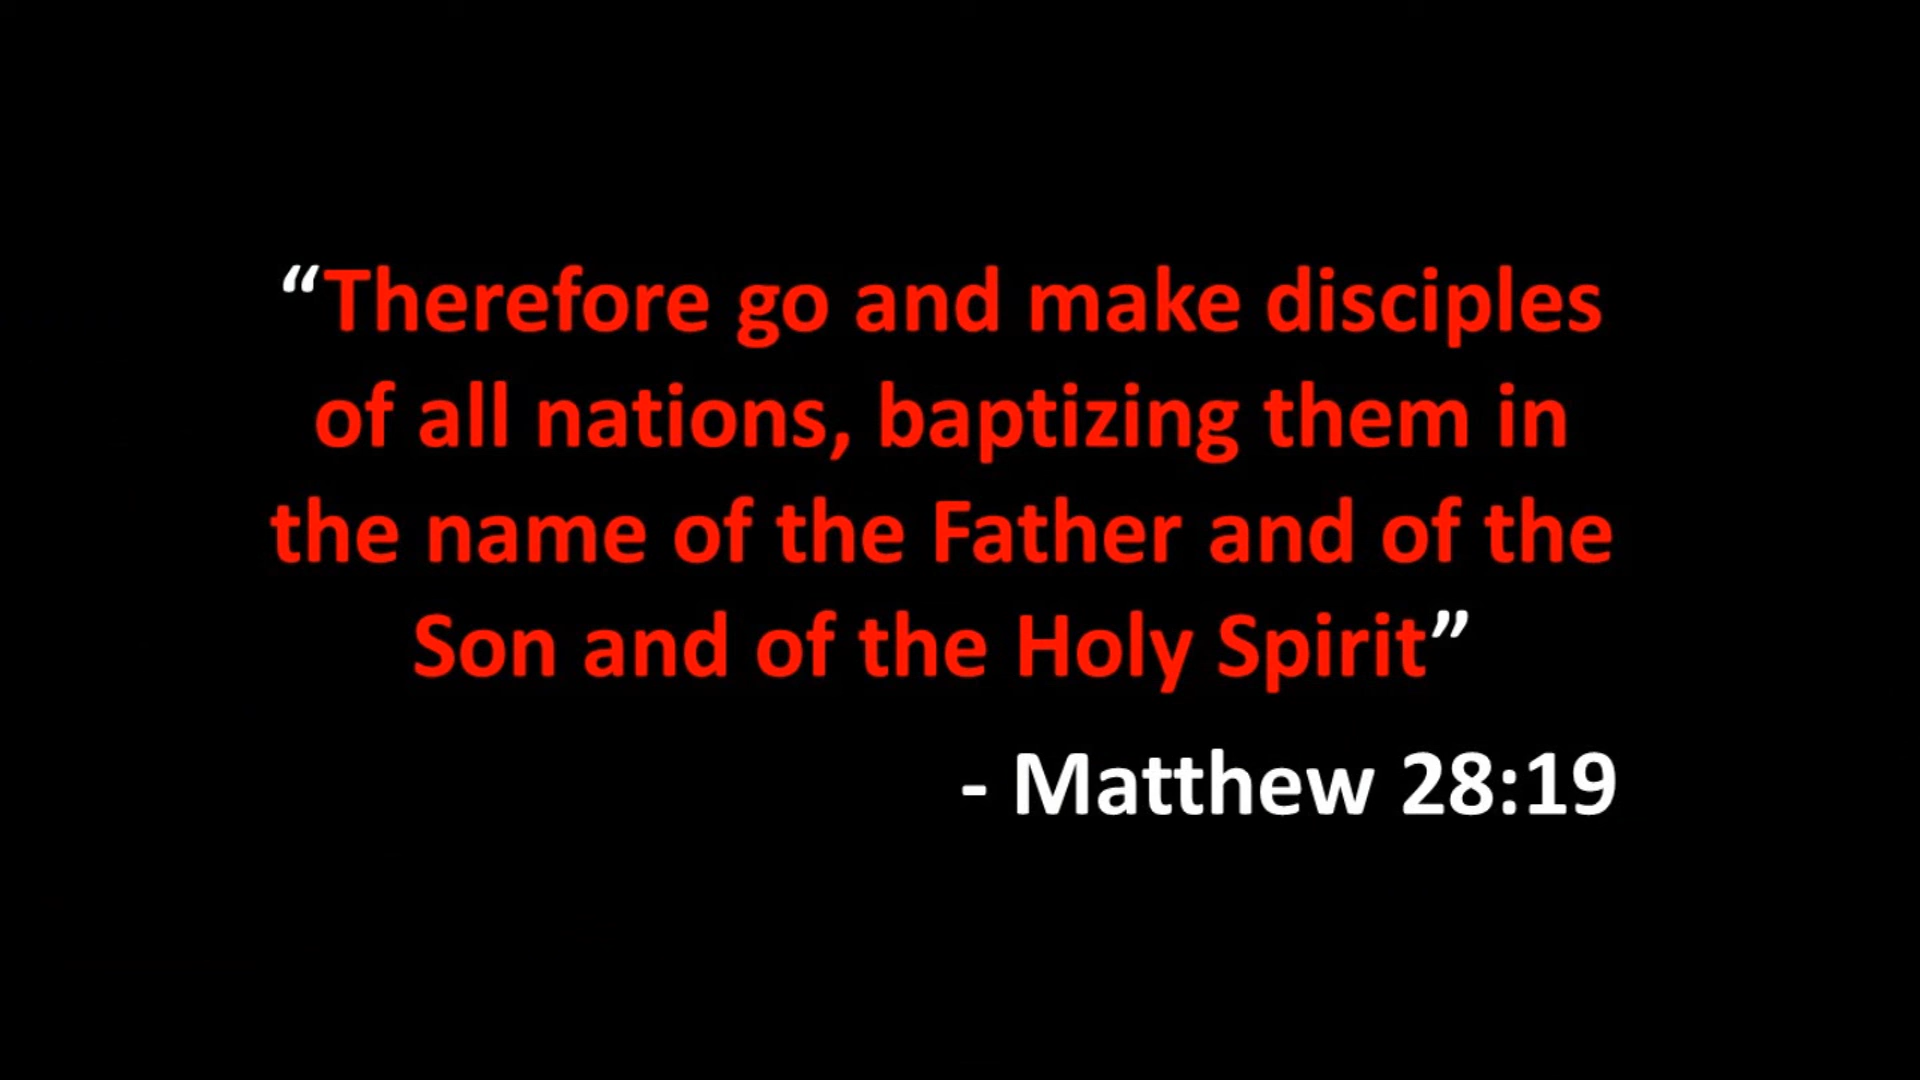 “Therefore go and make disciples
of all nations, baptizing them in
the name of the Father and of the
Son and of the Holy Spirit”
- Matthew 28:19